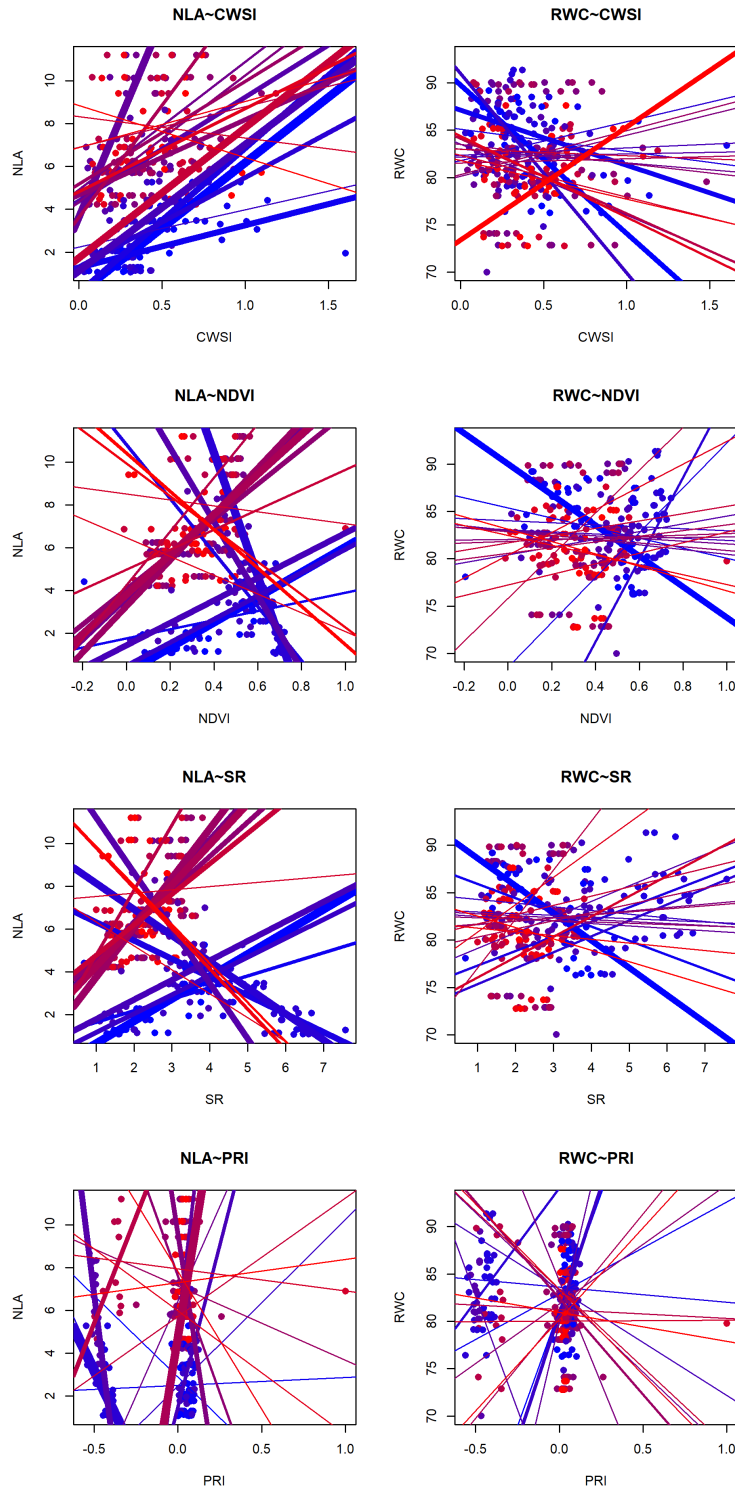 NLA~CWSI
RWC~CWSI
NLA
2 4 6 8 10
0.0 0.5 1.0 1.5
CWSI
RWC
70 75 80 85 90
0.0 0.5 1.0 1.5
CWSI
NLA~NDVI
RWC~NDVI
NLA
2 4 6 8 10
-0.2 0.0 0.2 0.4 0.6 0.8 1.0
NDVI
RWC
70 75 80 85 90
-0.2 0.0 0.2 0.4 0.6 0.8 1.0
NDVI
NLA~SR
RWC~SR
NLA
2 4 6 8 10
1 2 3 4 5 6 7
SR
RWC
70 75 80 85 90
1 2 3 4 5 6 7
SR
NLA~PRI
RWC~PRI
NLA
2 4 6 8 10
-0.5 0.0 0.5 1.0
PRI
RWC
70 75 80 85 90
-0.5 0.0 0.5 1.0
PRI